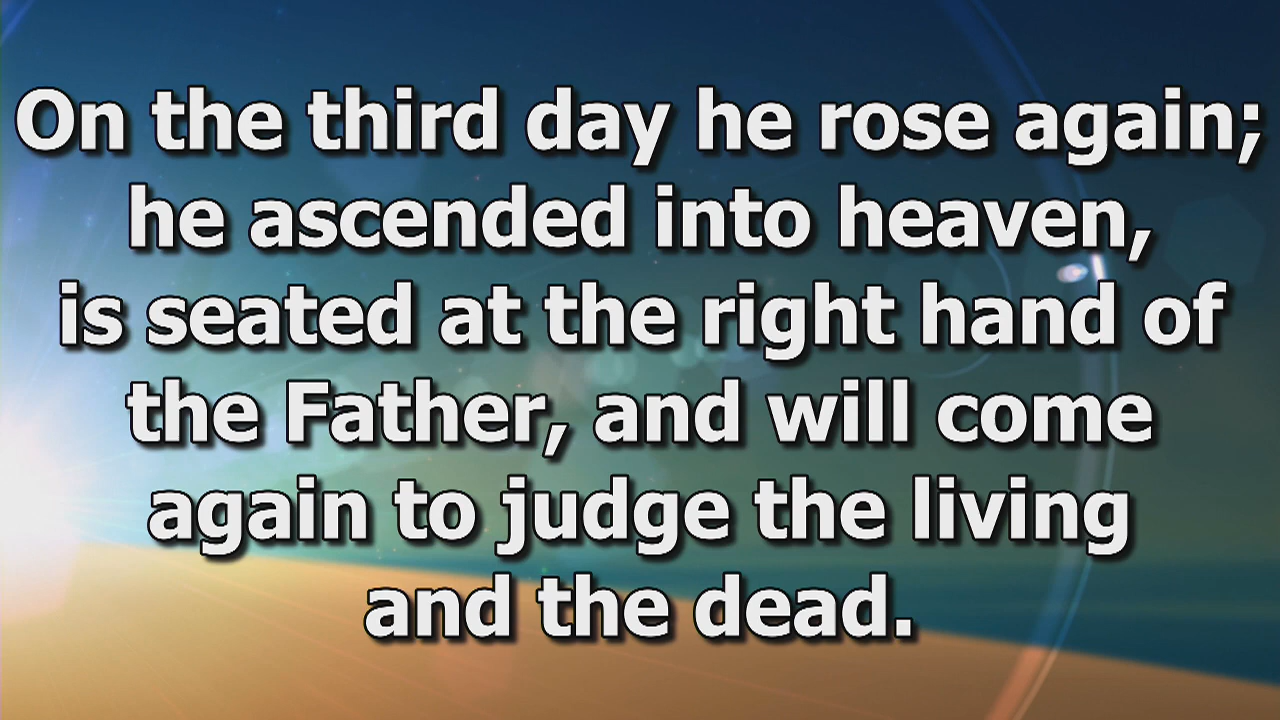 On the third day he rose again;
he ascended into heaven,
is seated at the right hand of
the Father, and will come
again to judge the living
and the dead.